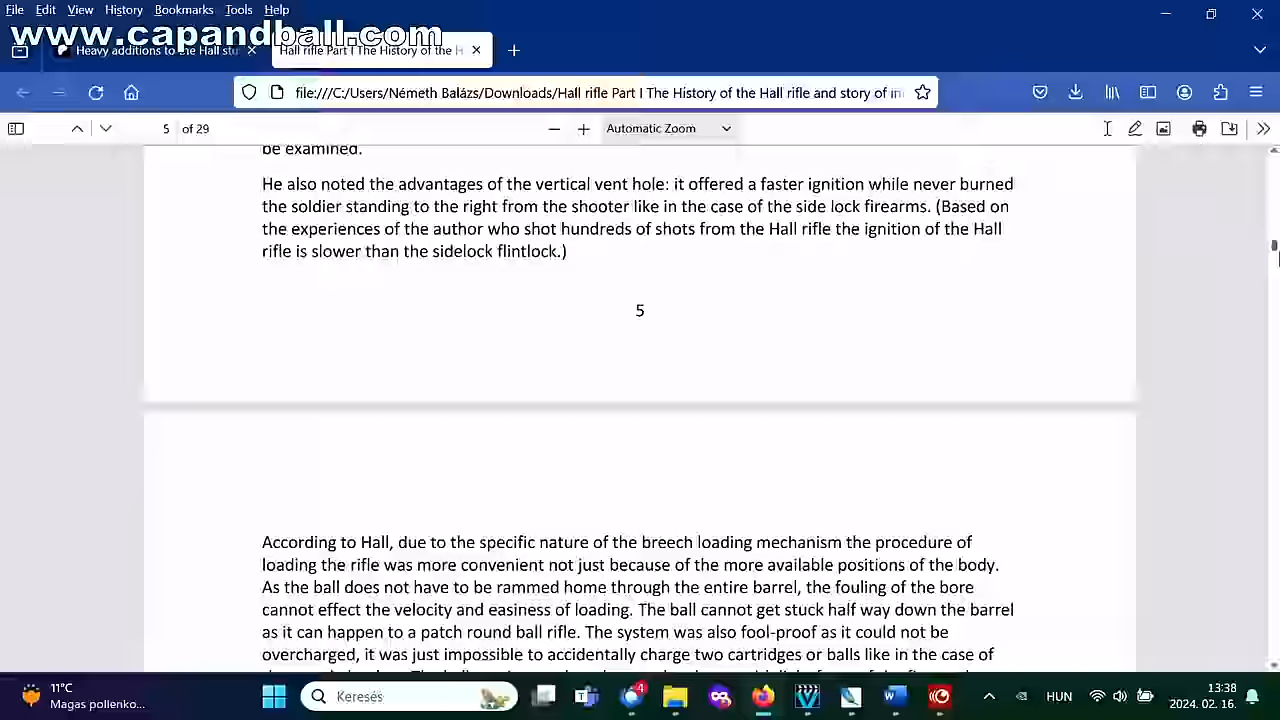 File Edit View History Bookmarks Tools Help
www.capandball.com
Heavy additions to the Hall stu
Hall rifle Part I The History of the H
file:///C:/Users/Németh Balázs/Downloads/Hall rifle Part I The History of the Hall rifle and story of in
5 of 29
Automatic Zoom
be examined.
He also noted the advantages of the vertical vent hole: it offered a faster ignition while never burned
the soldier standing to the right from the shooter like in the case of the side lock firearms. (Based on
the experiences of the author who shot hundreds of shots from the Hall rifle the ignition of the Hall
rifle is slower than the sidelock flintlock.)
5
According to Hall, due to the specific nature of the breech loading mechanism the procedure of
loading the rifle was more convenient not just because of the more available positions of the body.
As the ball does not have to be rammed home through the entire barrel, the fouling of the bore
cannot effect the velocity and easiness of loading. The ball cannot get stuck half way down the barrel
as it can happen to a patch round ball rifle. The system was also fool-proof as it could not be
overcharged, it was just impossible to accidentally charge two cartridges or balls like in the case of
11°C
Magas pollenko...
Keresés
4
HUN
13:38
2024. 02. 16.